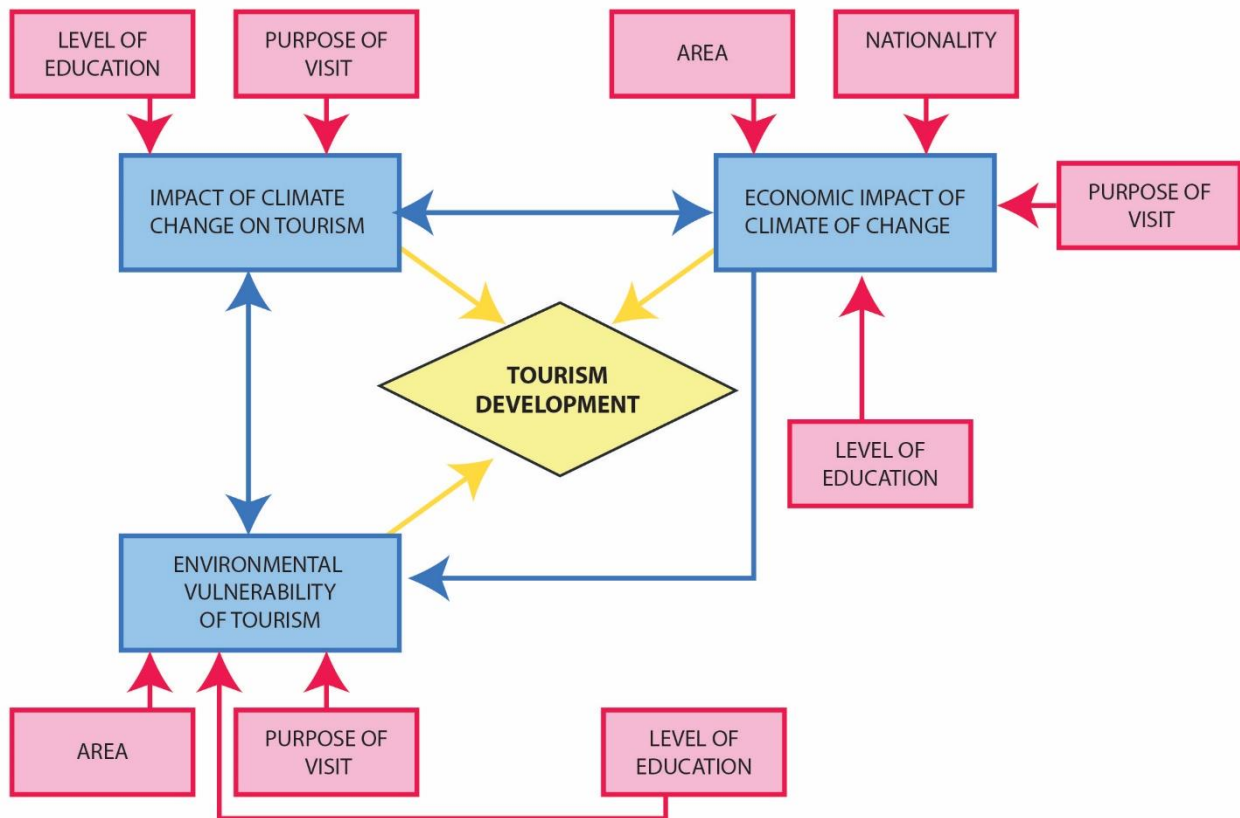 LEVEL OF
EDUCATION
PURPOSE OF
VISIT
AREA
NATIONALITY
IMPACT OF CLIMATE
CHANGE ON TOURISM
ECONOMIC IMPACT OF
CLIMATE OF CHANGE
PURPOSE OF
VISIT
TOURISM
DEVELOPMENT
LEVEL OF
EDUCATION
ENVIRONMENTAL
VULNERABILITY
OF TOURISM
AREA
PURPOSE OF
VISIT
LEVEL OF
EDUCATION